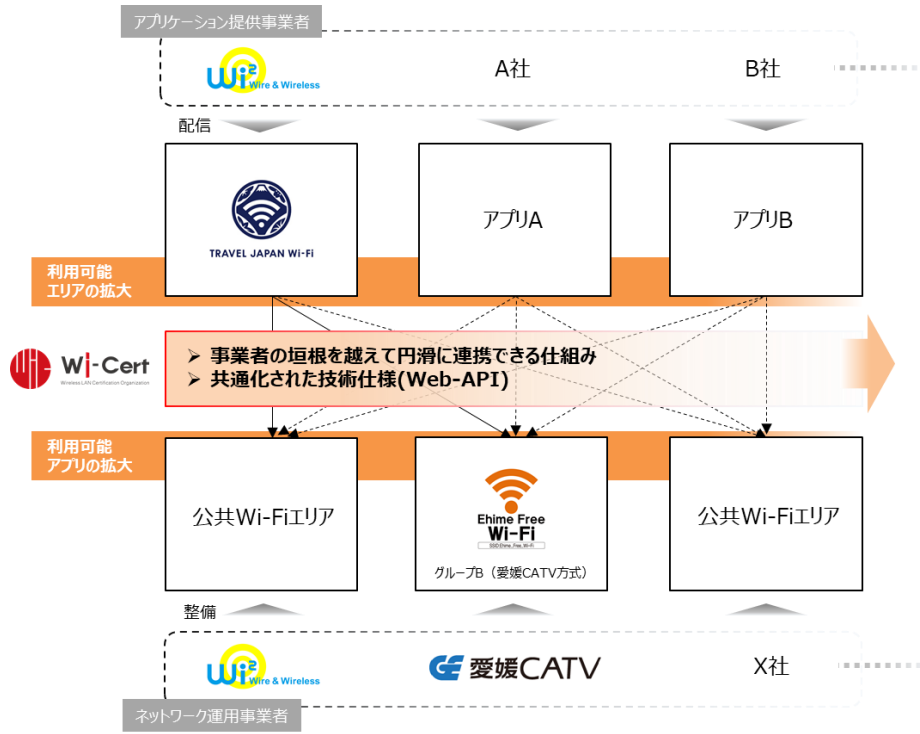 アプリケーション提供事業者
Wi2 Wire & Wireless
A社
B社
配信
TRAVEL JAPAN Wi-Fi
アプリA
アプリB
利用可能
エリアの拡大
Wi-Cert
Wireless LAN Certification Organization
➢ 事業者の垣根を越えて円滑に連携できる仕組み
➢ 共通化された技術仕様(Web-API)
利用可能
アプリの拡大
公共Wi-Fiエリア
Ehime Free
Wi-Fi
SSID:Ehime_Free_Wi-Fi
グループB（愛媛CATV方式）
公共Wi-Fiエリア
整備
Wi2 Wire & Wireless
愛媛CATV
X社
ネットワーク運用事業者